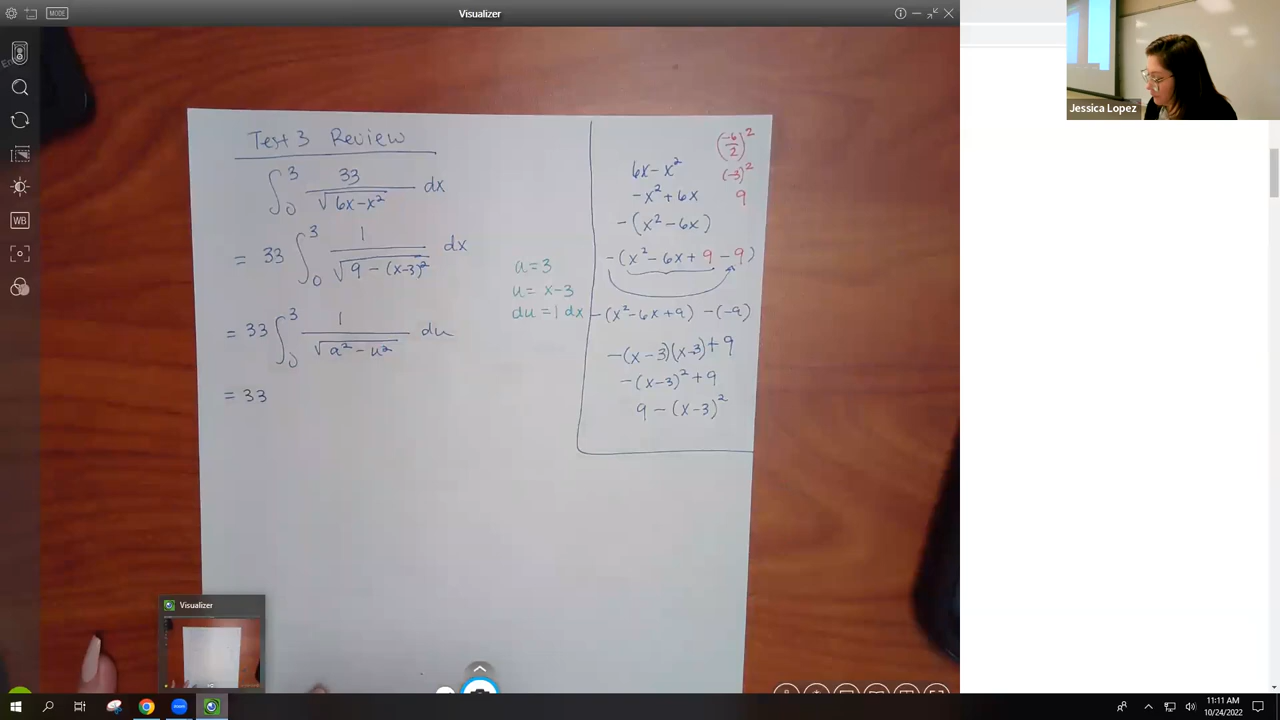 MODE
Visualizer
Jessica Lopez
Test 3 Review
∫₀³ 33/√(6x-x²) dx
= 33 ∫₀³ 1/√(9-(x-3)²) dx
= 33 ∫₀³ 1/√(a²-u²) du
= 33
a=3
u= x-3
du=1 dx
(-6/2)²
(-3)²
9
6x-x²
-x²+6x
-(x²-6x)
-(x²-6x+9-9)
-(x²-6x+9) -(-9)
-(x-3)(x-3)+9
-(x-3)²+9
9-(x-3)²
WB
Visualizer
11:11 AM
10/24/2022